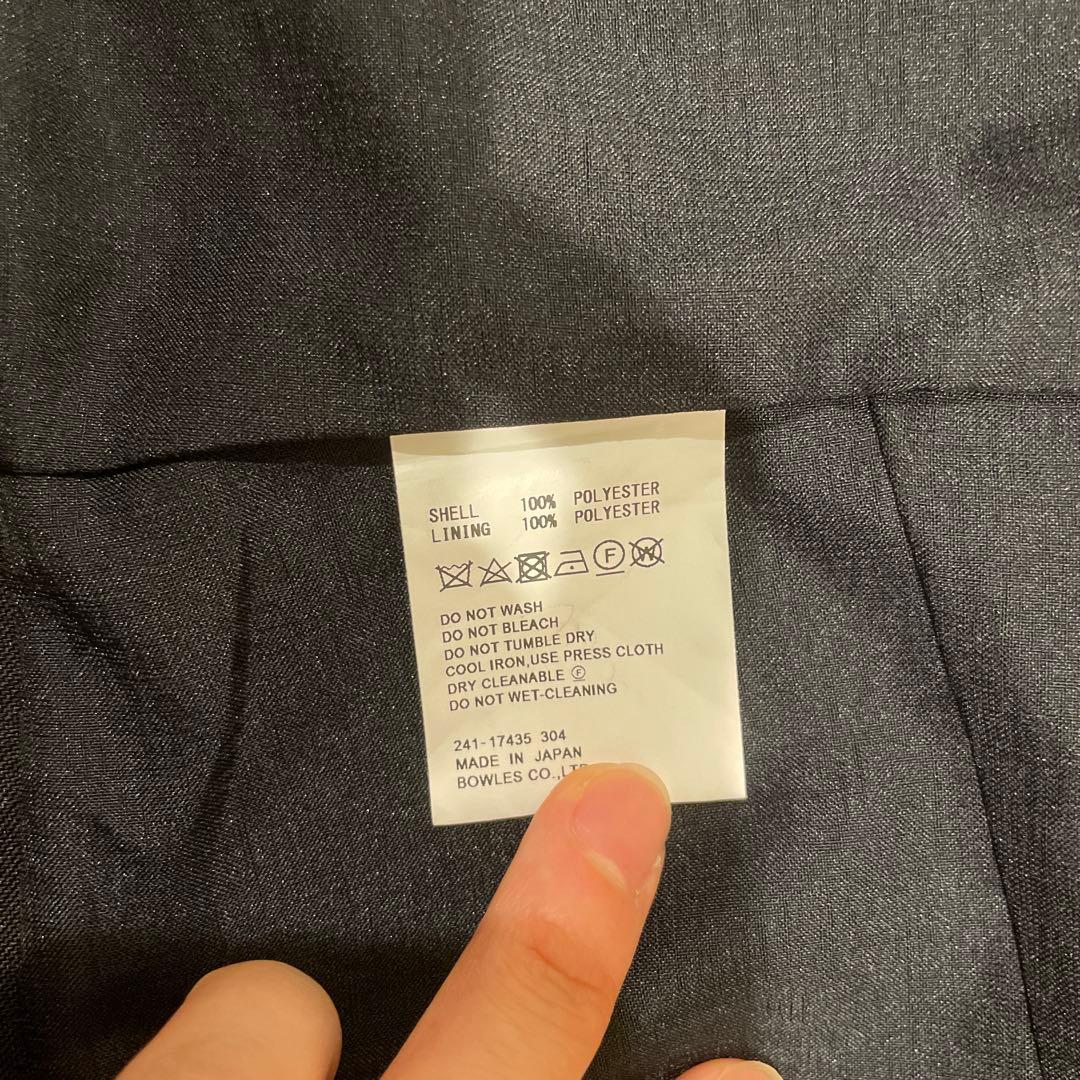 SHELL 100% POLYESTER
LINING 100% POLYESTER
F W
DO NOT WASH
DO NOT BLEACH
DO NOT TUMBLE DRY
COOL IRON,USE PRESS CLOTH
DRY CLEANABLE Ⓕ
DO NOT WET-CLEANING
241-17435 304
MADE IN JAPAN
BOWLES CO.,